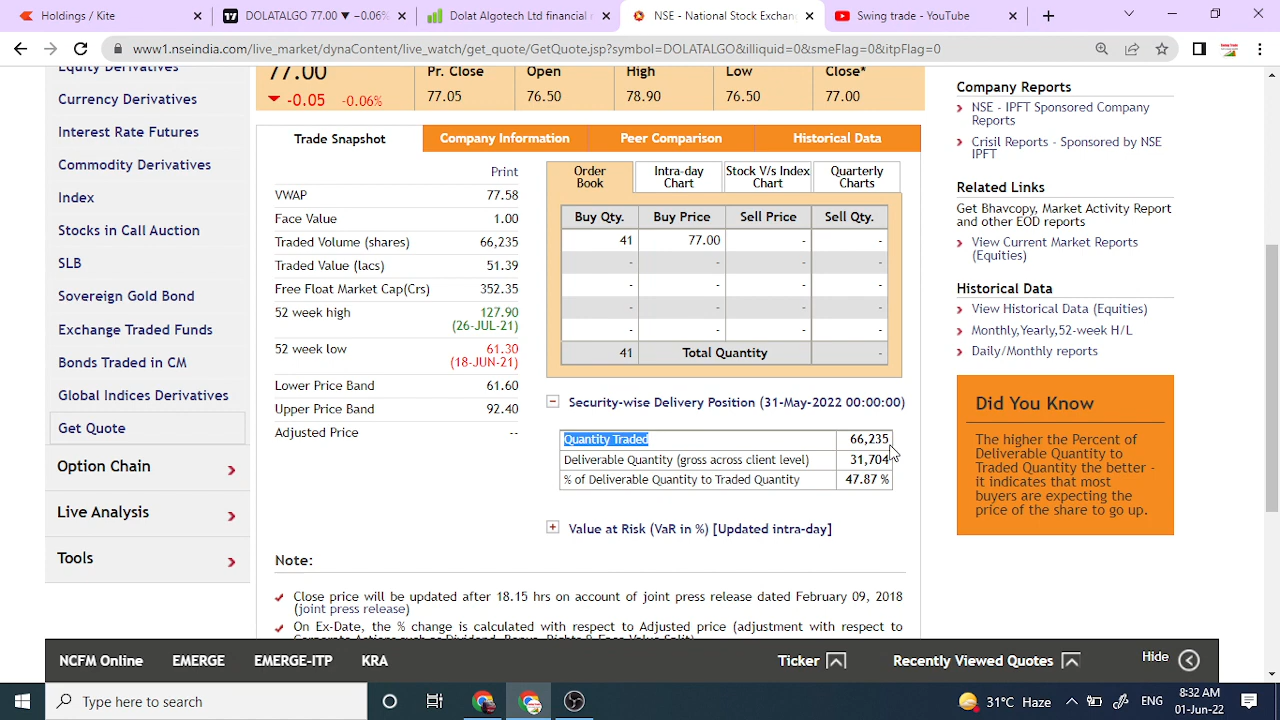 Holdings / Kite
DOLATALGO 77.00 ▼ −0.06%
Dolat Algotech Ltd financial
NSE - National Stock Exchan
Swing trade - YouTube
www1.nseindia.com/live_market/dynaContent/live_watch/get_quote/GetQuote.jsp?symbol=DOLATALGO&illiquid=0&smeFlag=0&itpFlag=0
Equity Derivatives
Currency Derivatives
Interest Rate Futures
Commodity Derivatives
Index
Stocks in Call Auction
SLB
Sovereign Gold Bond
Exchange Traded Funds
Bonds Traded in CM
Global Indices Derivatives
Get Quote
Option Chain
Live Analysis
Tools
77.00
-0.05 -0.06%
Pr. Close Open High Low Close*
77.05 76.50 78.90 76.50 77.00
Trade Snapshot Company Information Peer Comparison Historical Data
Print
VWAP 77.58
Face Value 1.00
Traded Volume (shares) 66,235
Traded Value (lacs) 51.39
Free Float Market Cap(Crs) 352.35
52 week high 127.90
(26-JUL-21)
52 week low 61.30
(18-JUN-21)
Lower Price Band 61.60
Upper Price Band 92.40
Adjusted Price --
Order Book
Intra-day Chart
Stock V/s Index Chart
Quarterly Charts
Buy Qty. Buy Price Sell Price Sell Qty.
41 77.00 - -
- - - -
- - - -
- - - -
- - - -
41 Total Quantity -
Security-wise Delivery Position (31-May-2022 00:00:00)
Quantity Traded 66,235
Deliverable Quantity (gross across client level) 31,704
% of Deliverable Quantity to Traded Quantity 47.87 %
Value at Risk (VaR in %) [Updated intra-day]
Note:
Close price will be updated after 18.15 hrs on account of joint press release dated February 09, 2018
(joint press release)
On Ex-Date, the % change is calculated with respect to Adjusted price (adjustment with respect to
Corporate Actions such as Dividend, Bonus, Rights & Face Value Split)
Company Reports
NSE - IPFT Sponsored Company
Reports
Crisil Reports - Sponsored by NSE
IPFT
Related Links
Get Bhavcopy, Market Activity Report
and other EOD reports
View Current Market Reports
(Equities)
Historical Data
View Historical Data (Equities)
Monthly,Yearly,52-week H/L
Daily/Monthly reports
Did You Know
The higher the Percent of
Deliverable Quantity to
Traded Quantity the better -
it indicates that most
buyers are expecting the
price of the share to go up.
NCFM Online EMERGE EMERGE-ITP KRA
Ticker
Recently Viewed Quotes
Hide
Type here to search
31°C Haze
ENG
8:32 AM
01-Jun-22